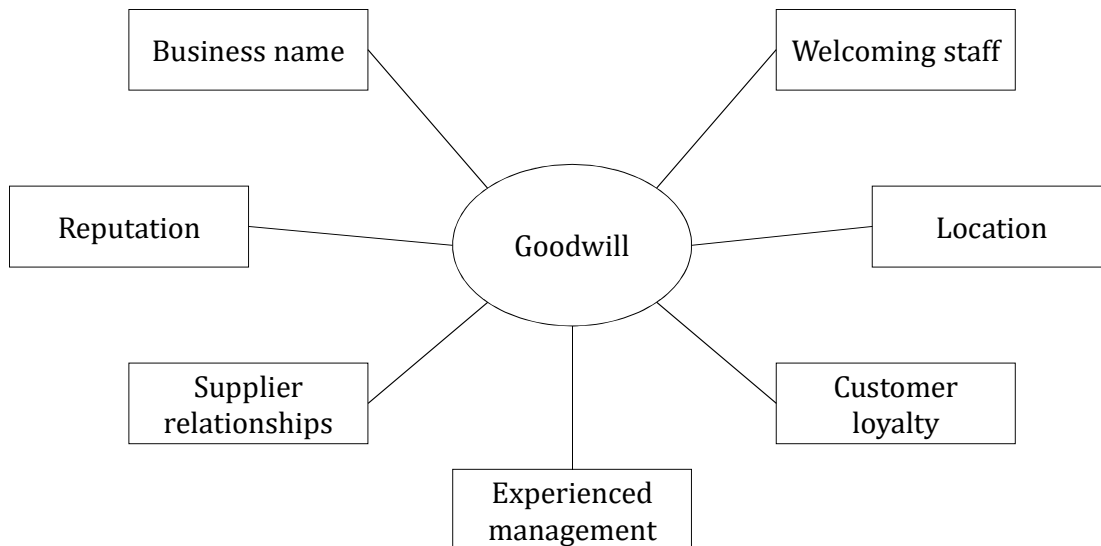 Business name
Welcoming staff
Reputation
Goodwill
Location
Supplier
relationships
Customer
loyalty
Experienced
management